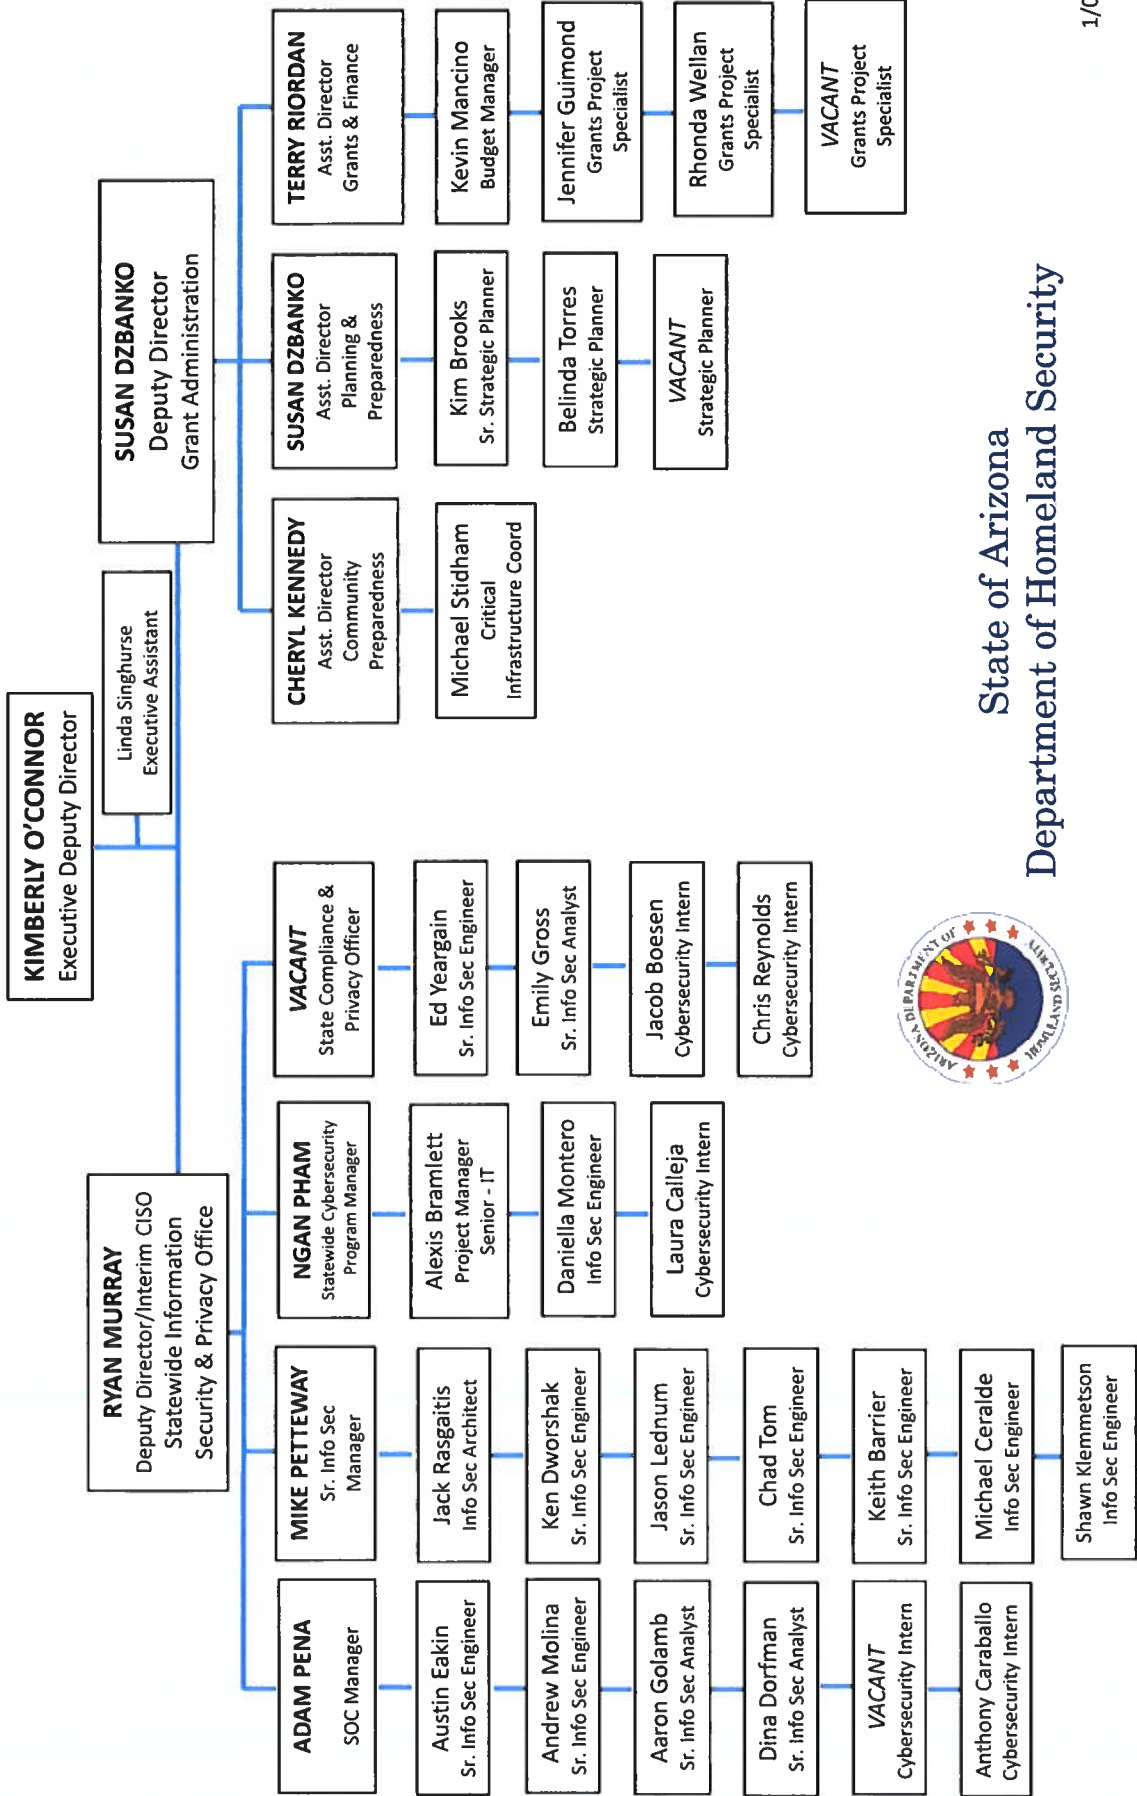 KIMBERLY O'CONNOR
Executive Deputy Director
Linda Singhurse
Executive Assistant
RYAN MURRAY
Deputy Director/Interim CISO
Statewide Information
Security & Privacy Office
SUSAN DZBANKO
Deputy Director
Grant Administration
ADAM PENA
SOC Manager
Austin Eakin
Sr. Info Sec Engineer
Andrew Molina
Sr. Info Sec Engineer
Aaron Golamb
Sr. Info Sec Analyst
Dina Dorfman
Sr. Info Sec Analyst
VACANT
Cybersecurity Intern
Anthony Caraballo
Cybersecurity Intern
MIKE PETTEWAY
Sr. Info Sec
Manager
Jack Rasgaitis
Info Sec Architect
Ken Dworshak
Sr. Info Sec Engineer
Jason Lednum
Sr. Info Sec Engineer
Chad Tom
Sr. Info Sec Engineer
Keith Barrier
Sr. Info Sec Engineer
Michael Ceralde
Info Sec Engineer
Shawn Klemmetson
Info Sec Engineer
NGAN PHAM
Statewide Cybersecurity
Program Manager
Alexis Bramlett
Project Manager
Senior - IT
Daniella Montero
Info Sec Engineer
Laura Calleja
Cybersecurity Intern
VACANT
State Compliance &
Privacy Officer
Ed Yeargain
Sr. Info Sec Engineer
Emily Gross
Sr. Info Sec Analyst
Jacob Boesen
Cybersecurity Intern
Chris Reynolds
Cybersecurity Intern
CHERYL KENNEDY
Asst. Director
Community
Preparedness
Michael Stidham
Critical
Infrastructure Coord
SUSAN DZBANKO
Asst. Director
Planning &
Preparedness
Kim Brooks
Sr. Strategic Planner
Belinda Torres
Strategic Planner
VACANT
Strategic Planner
TERRY RIORDAN
Asst. Director
Grants & Finance
Kevin Mancino
Budget Manager
Jennifer Guimond
Grants Project
Specialist
Rhonda Wellan
Grants Project
Specialist
VACANT
Grants Project
Specialist
ARIZONA DEPARTMENT OF
HOMELAND SECURITY
State of Arizona
Department of Homeland Security